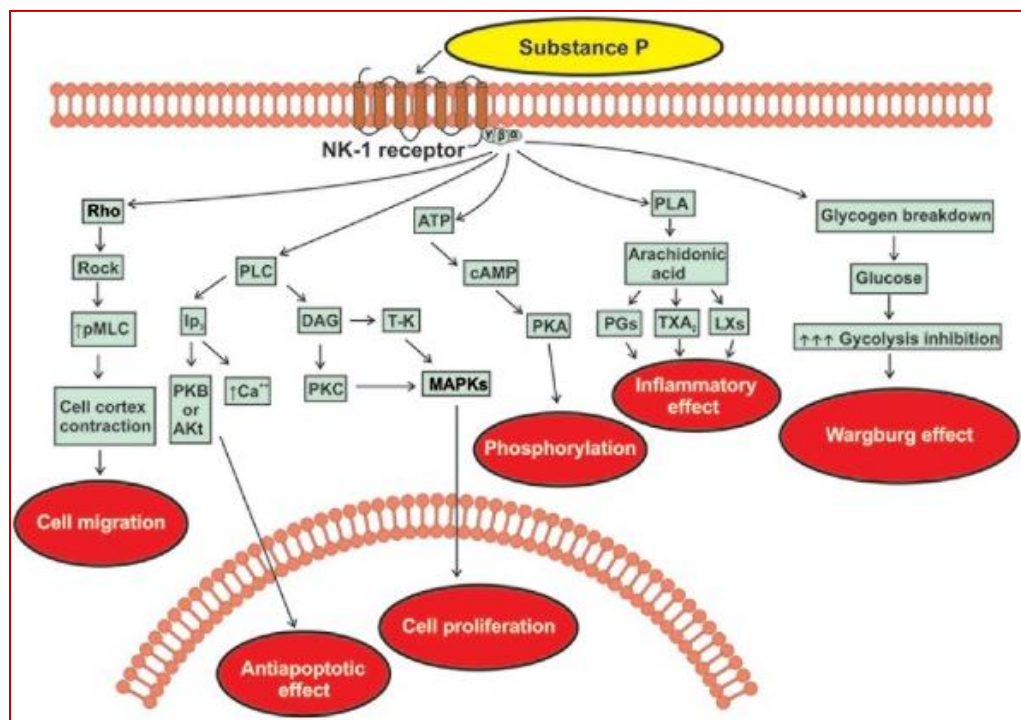 Substance P
NK-1 receptor
γ β α
Rho
Rock
↑pMLC
Cell cortex
contraction
Cell migration
PLC
Ip₃
PKB
or
AKt
↑Ca⁺⁺
DAG
T-K
PKC
MAPKs
Antiapoptotic
effect
Cell proliferation
ATP
cAMP
PKA
Phosphorylation
PLA
Arachidonic
acid
PGs
TXA₂
LXs
Inflammatory
effect
Glycogen breakdown
Glucose
↑↑↑ Gycolysis inhibition
Wargburg effect